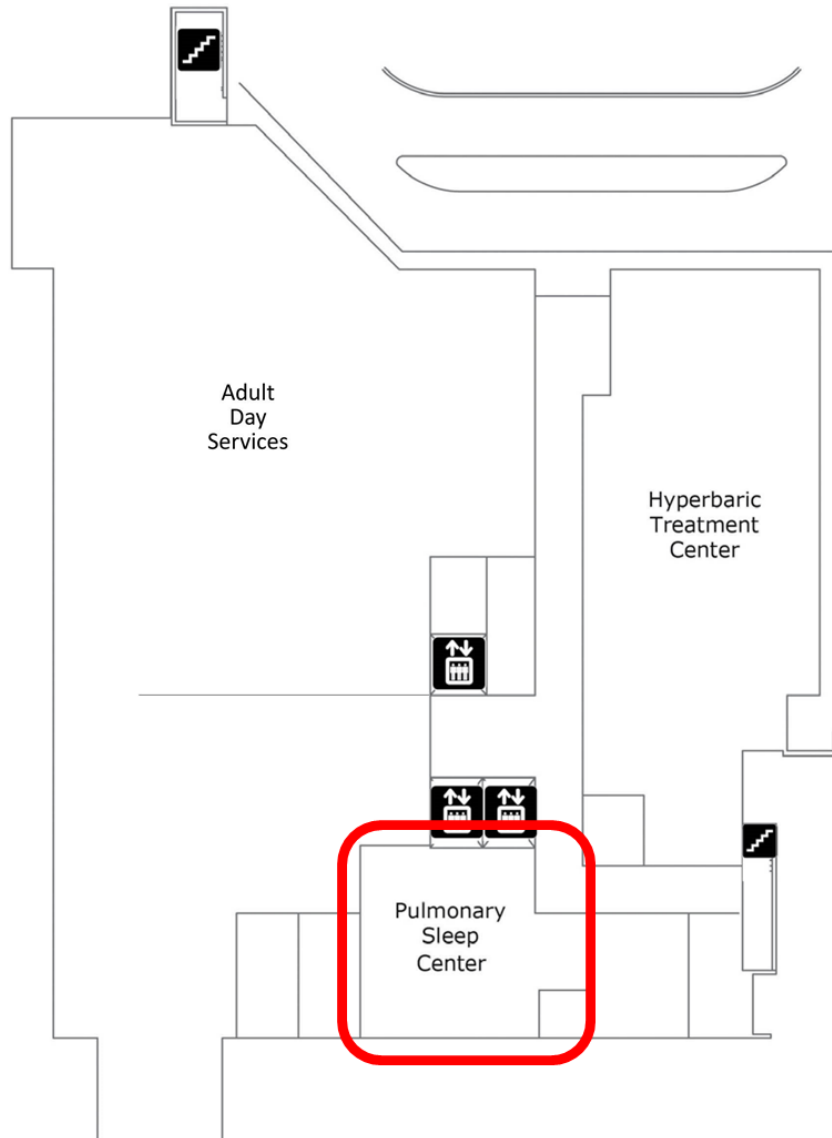 Adult
Day
Services
Hyperbaric
Treatment
Center
Pulmonary
Sleep
Center